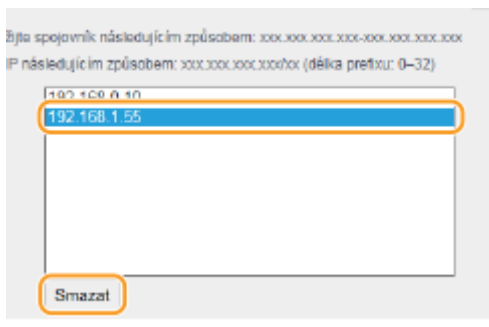 žijte spojovník následujícím způsobem: xxx.xxx.xxx.xxx-xxx.xxx.xxx.xxx
IP následujícím způsobem: xxx.xxx.xxx.xxx/xx (délka prefixu: 0–32)
192.168.0.10
192.168.1.55
Smazat